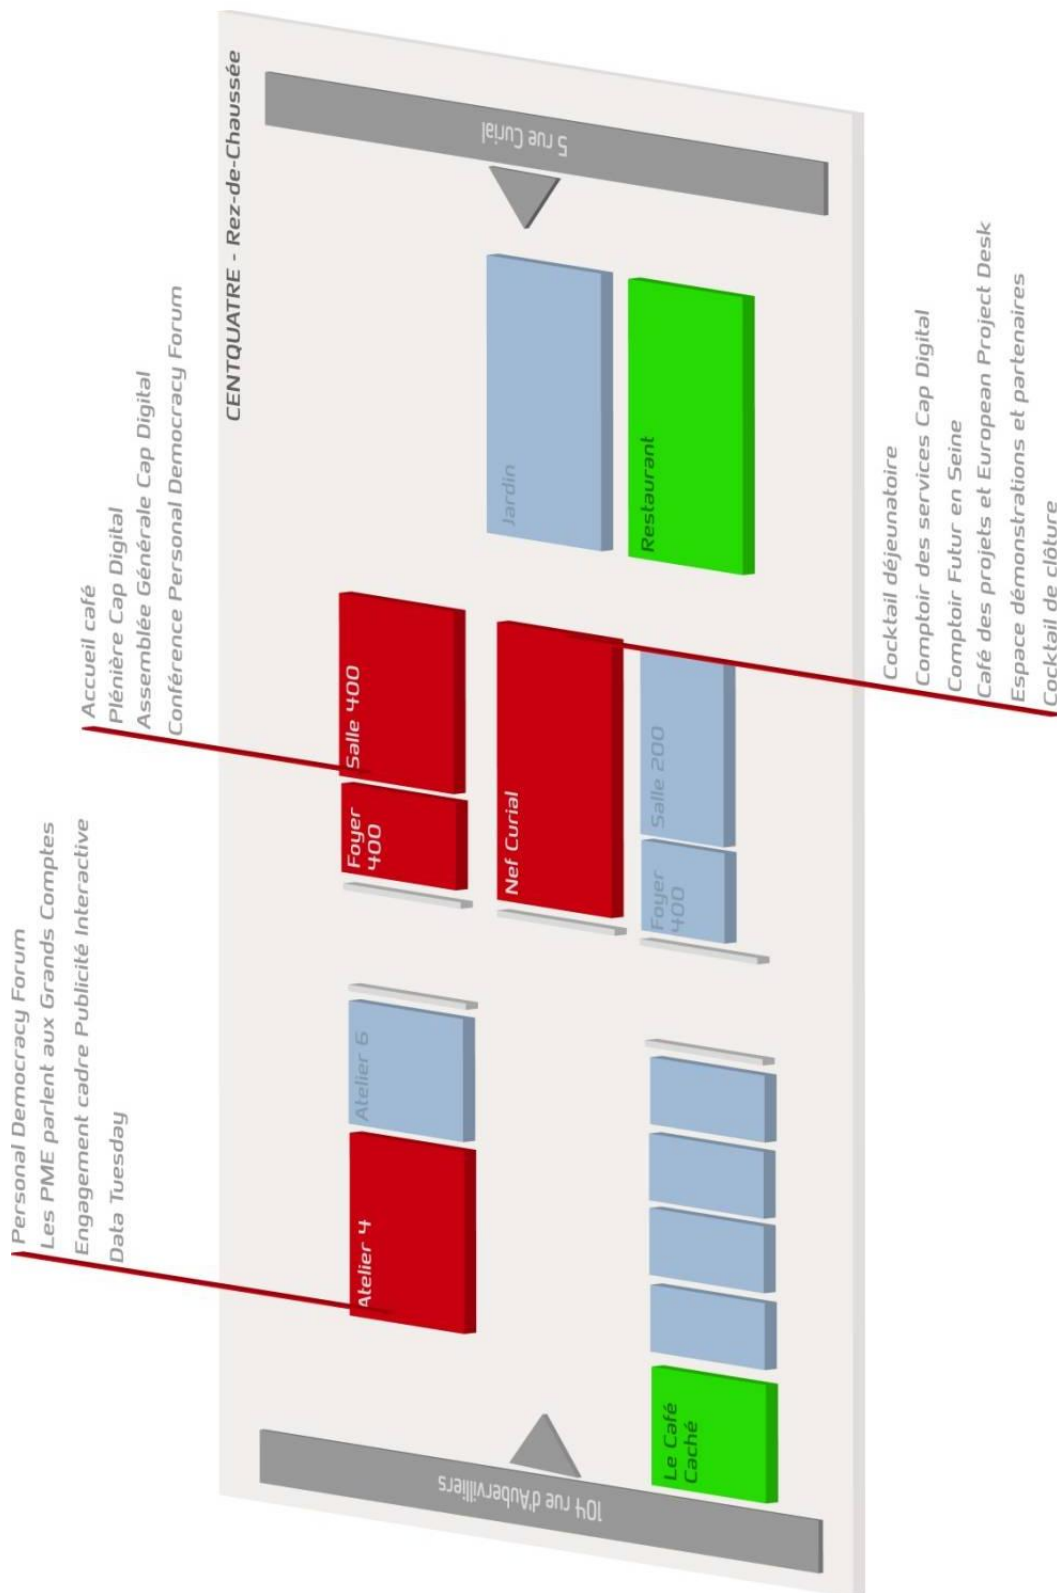 Personal Democracy Forum
Les PME parlent aux Grands Comptes
Engagement cadre Publicité Interactive
Data Tuesday
Accueil café
Plénière Cap Digital
Assemblée Générale Cap Digital
Conférence Personal Democracy Forum
CENTQUATRE - Rez-de-Chaussée
104 rue d'Aubervilliers
5 rue Curial
Atelier 4
Atelier 6
Foyer
400
Salle 400
Nef Curial
Jardin
Foyer
400
Salle 200
Restaurant
Le Café
Caché
Cocktail déjeunatoire
Comptoir des services Cap Digital
Comptoir Futur en Seine
Café des projets et European Project Desk
Espace démonstrations et partenaires
Cocktail de clôture